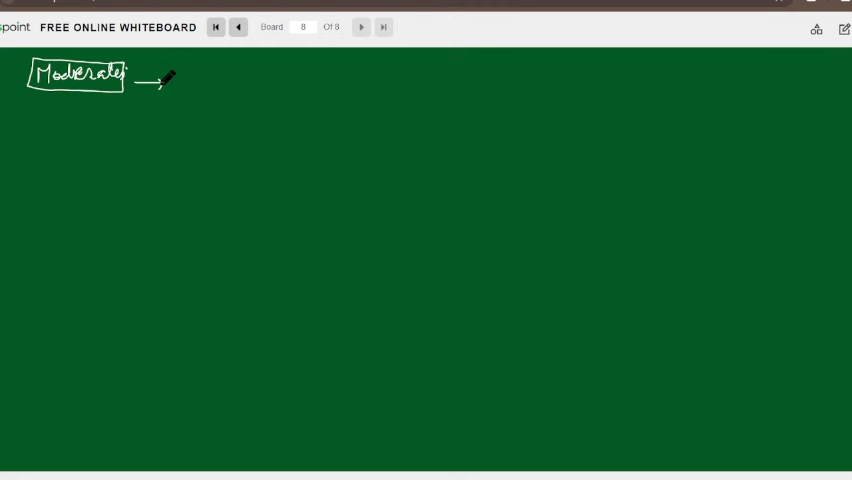 spoint FREE ONLINE WHITEBOARD Board 8 Of 8
Moderates →